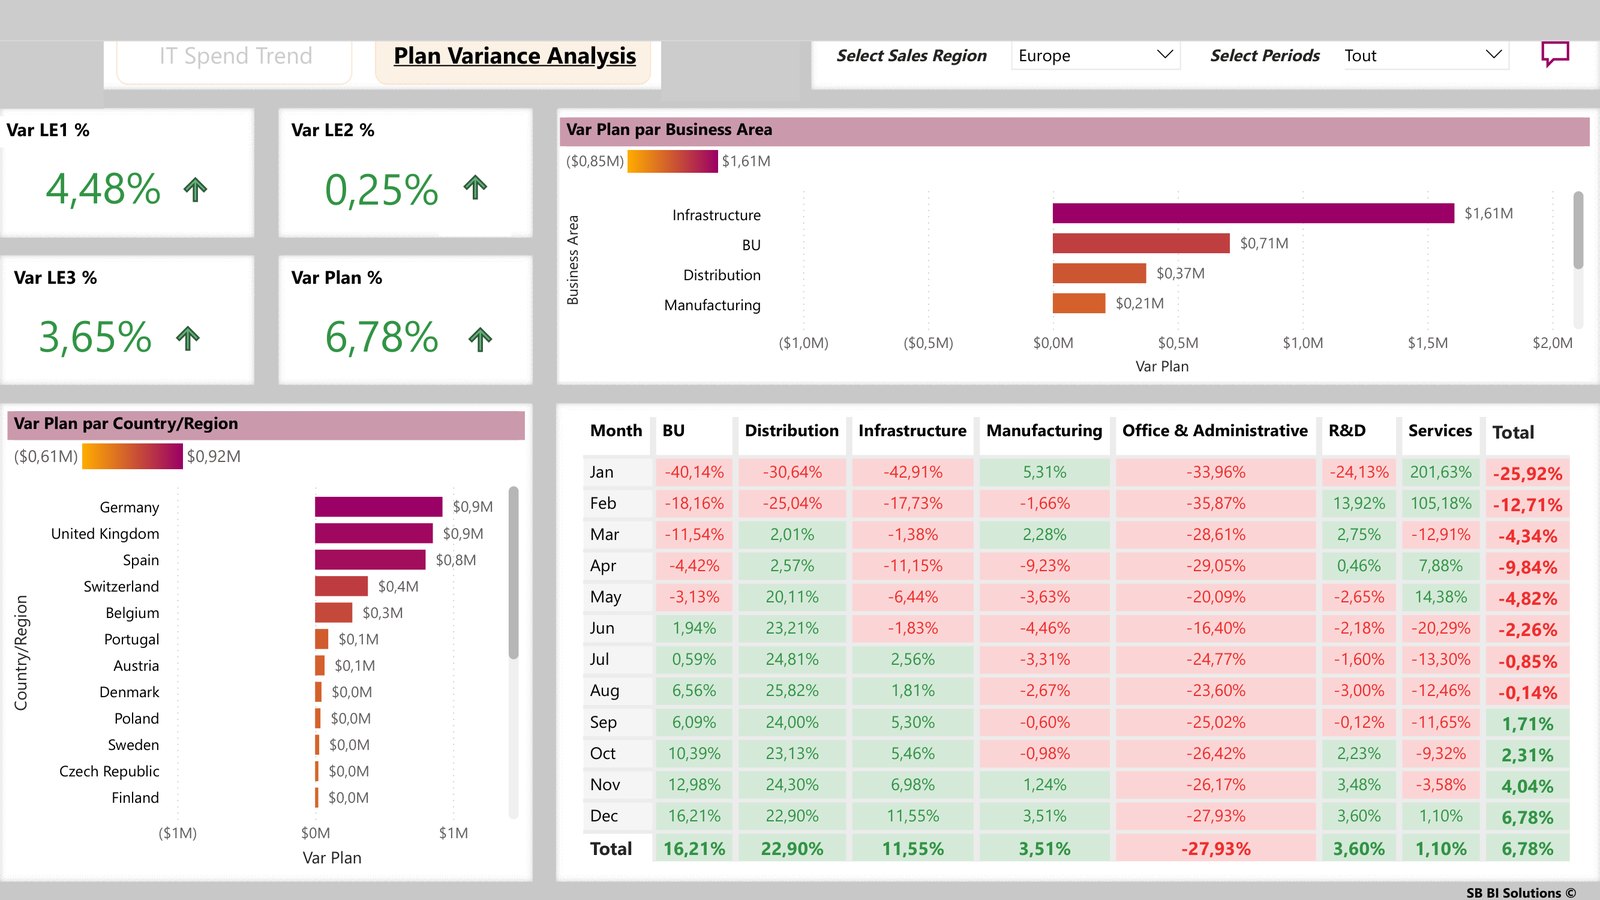 IT Spend Trend
Plan Variance Analysis
Select Sales Region
Europe
Select Periods
Tout
Var LE1 %
4,48%
Var LE2 %
0,25%
Var LE3 %
3,65%
Var Plan %
6,78%
Var Plan par Business Area
($0,85M) $1,61M
Business Area
Infrastructure $1,61M
BU $0,71M
Distribution $0,37M
Manufacturing $0,21M
($1,0M) ($0,5M) $0,0M $0,5M $1,0M $1,5M $2,0M
Var Plan
Var Plan par Country/Region
($0,61M) $0,92M
Country/Region
Germany $0,9M
United Kingdom $0,9M
Spain $0,8M
Switzerland $0,4M
Belgium $0,3M
Portugal $0,1M
Austria $0,1M
Denmark $0,0M
Poland $0,0M
Sweden $0,0M
Czech Republic $0,0M
Finland $0,0M
($1M) $0M $1M
Var Plan
Month BU Distribution Infrastructure Manufacturing Office & Administrative R&D Services Total
Jan -40,14% -30,64% -42,91% 5,31% -33,96% -24,13% 201,63% -25,92%
Feb -18,16% -25,04% -17,73% -1,66% -35,87% 13,92% 105,18% -12,71%
Mar -11,54% 2,01% -1,38% 2,28% -28,61% 2,75% -12,91% -4,34%
Apr -4,42% 2,57% -11,15% -9,23% -29,05% 0,46% 7,88% -9,84%
May -3,13% 20,11% -6,44% -3,63% -20,09% -2,65% 14,38% -4,82%
Jun 1,94% 23,21% -1,83% -4,46% -16,40% -2,18% -20,29% -2,26%
Jul 0,59% 24,81% 2,56% -3,31% -24,77% -1,60% -13,30% -0,85%
Aug 6,56% 25,82% 1,81% -2,67% -23,60% -3,00% -12,46% -0,14%
Sep 6,09% 24,00% 5,30% -0,60% -25,02% -0,12% -11,65% 1,71%
Oct 10,39% 23,13% 5,46% -0,98% -26,42% 2,23% -9,32% 2,31%
Nov 12,98% 24,30% 6,98% 1,24% -26,17% 3,48% -3,58% 4,04%
Dec 16,21% 22,90% 11,55% 3,51% -27,93% 3,60% 1,10% 6,78%
Total 16,21% 22,90% 11,55% 3,51% -27,93% 3,60% 1,10% 6,78%
SB BI Solutions ©